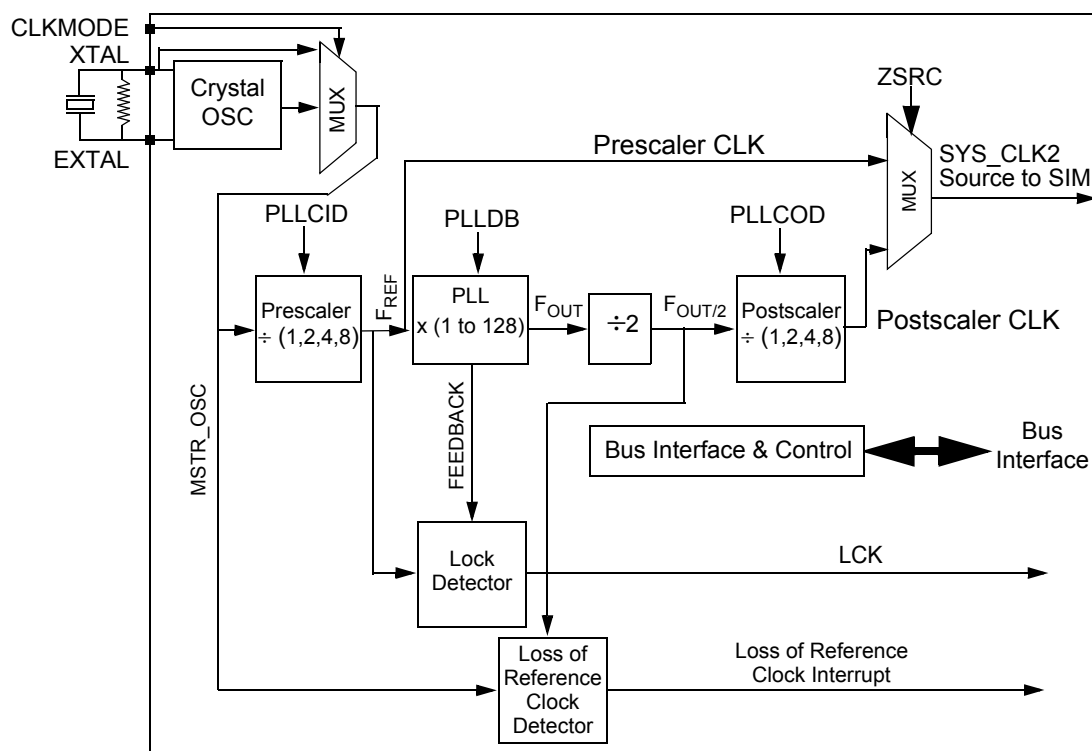 CLKMODE
XTAL
EXTAL
Crystal
OSC
MUX
ZSRC
Prescaler CLK
MUX
SYS_CLK2
Source to SIM
PLLCID
PLLDB
PLLCOD
Prescaler
÷ (1,2,4,8)
FREF
PLL
x (1 to 128)
FOUT
÷2
FOUT/2
Postscaler
÷ (1,2,4,8)
Postscaler CLK
MSTR_OSC
FEEDBACK
Bus Interface & Control
Bus
Interface
Lock
Detector
LCK
Loss of
Reference
Clock
Detector
Loss of Reference
Clock Interrupt